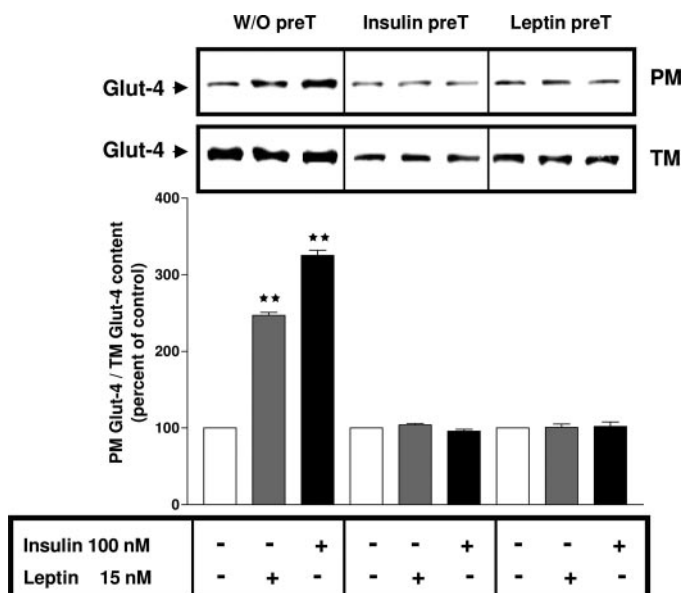 W/O preT Insulin preT Leptin preT
Glut-4 PM
Glut-4 TM
PM Glut-4 / TM Glut-4 content
(percent of control)
400
300
200
100
0
★★
★★
Insulin 100 nM - - + - - + - - +
Leptin 15 nM - + - - + - - + -